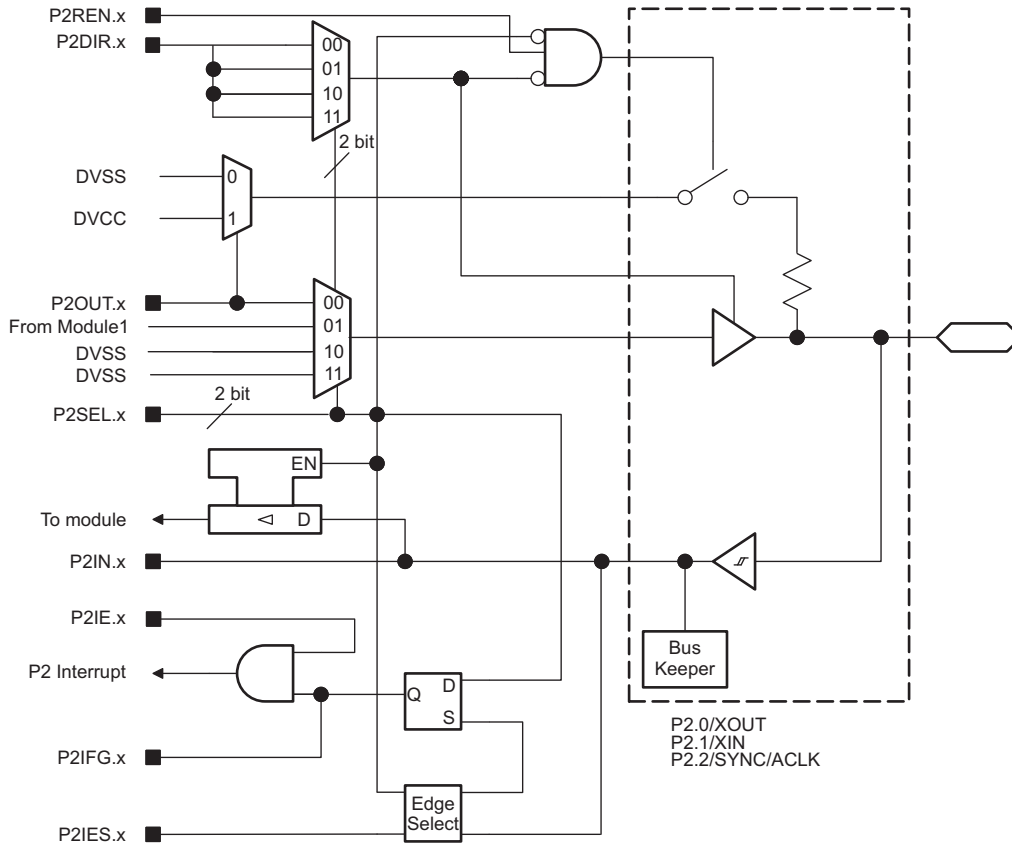 P2REN.x
P2DIR.x
00
01
10
11
2 bit
DVSS
0
DVCC
1
P2OUT.x
00
From Module1
01
DVSS
10
DVSS
11
2 bit
P2SEL.x
EN
To module
D
P2IN.x
P2IE.x
Bus
Keeper
P2 Interrupt
Q
D
S
P2.0/XOUT
P2.1/XIN
P2.2/SYNC/ACLK
P2IFG.x
Edge
Select
P2IES.x